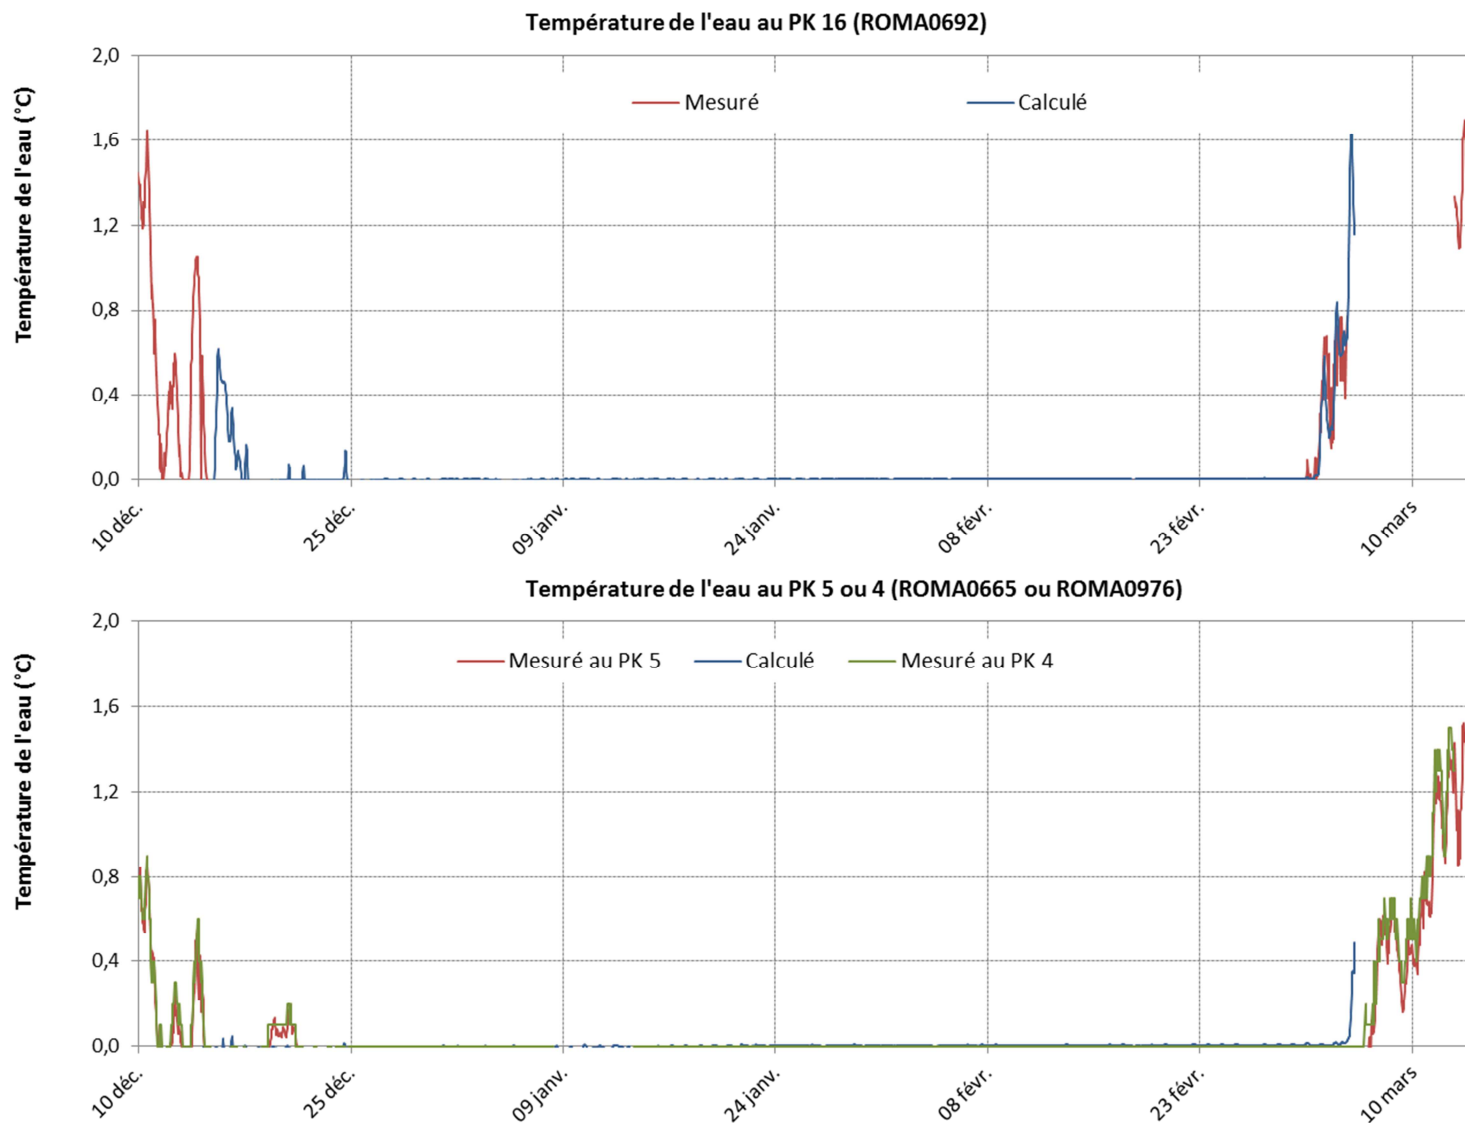 Température de l'eau au PK 16 (ROMA0692)
Température de l'eau (°C)
2,0
1,6
1,2
0,8
0,4
0,0
Mesuré
Calculé
10 déc.
25 déc.
09 janv.
24 janv.
08 févr.
23 févr.
10 mars
Température de l'eau au PK 5 ou 4 (ROMA0665 ou ROMA0976)
Température de l'eau (°C)
2,0
1,6
1,2
0,8
0,4
0,0
Mesuré au PK 5
Calculé
Mesuré au PK 4
10 déc.
25 déc.
09 janv.
24 janv.
08 févr.
23 févr.
10 mars